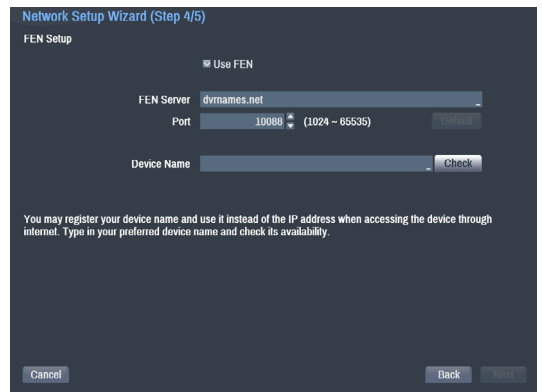 Network Setup Wizard (Step 4/5)
FEN Setup
Use FEN
FEN Server dvrnames.net
Port 10088 (1024 ~ 65535) Default
Device Name Check
You may register your device name and use it instead of the IP address when accessing the device through
internet. Type in your preferred device name and check its availability.
Cancel Back Next